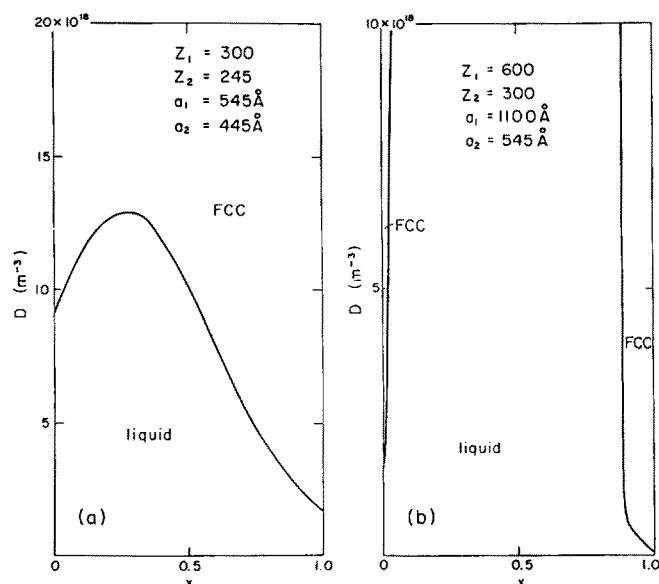 20×10¹⁸
15
10
5
0
D (m⁻³)
Z₁ = 300
Z₂ = 245
a₁ = 545Å
a₂ = 445Å
FCC
liquid
(a)
0
0.5
1.0
x
10×10¹⁸
5
0
D (m⁻³)
Z₁ = 600
Z₂ = 300
a₁ = 1100Å
a₂ = 545Å
FCC
FCC
liquid
(b)
0
0.5
1.0
x